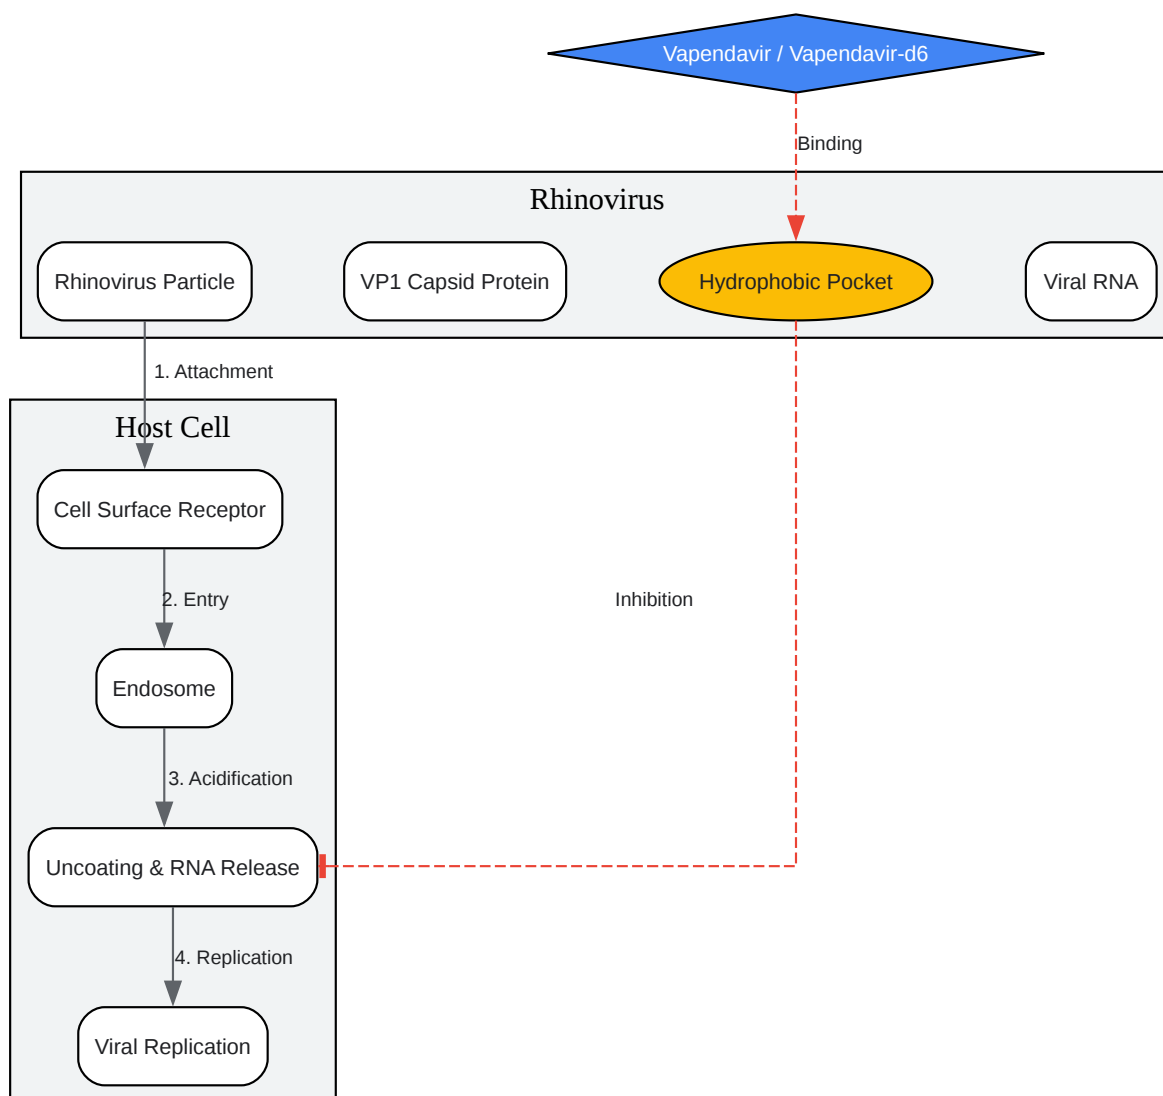 Vapendavir / Vapendavir-d6
Binding
Rhinovirus
Rhinovirus Particle
VP1 Capsid Protein
Hydrophobic Pocket
Viral RNA
1. Attachment
Host Cell
Cell Surface Receptor
2. Entry
Inhibition
Endosome
3. Acidification
Uncoating & RNA Release
4. Replication
Viral Replication